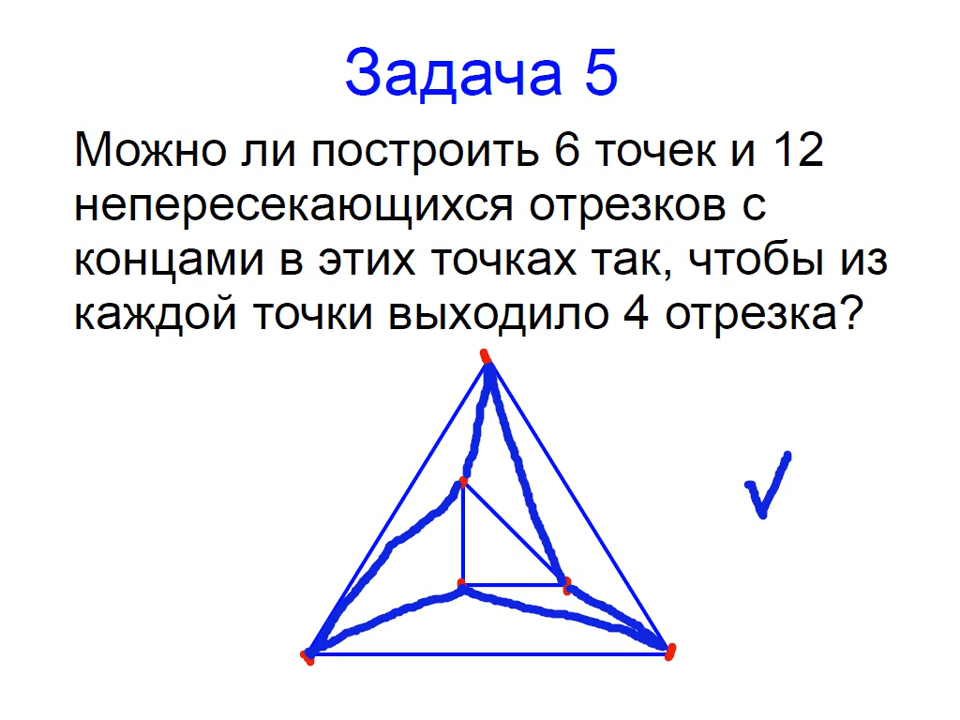 Задача 5
Можно ли построить 6 точек и 12
непересекающихся отрезков с
концами в этих точках так, чтобы из
каждой точки выходило 4 отрезка?